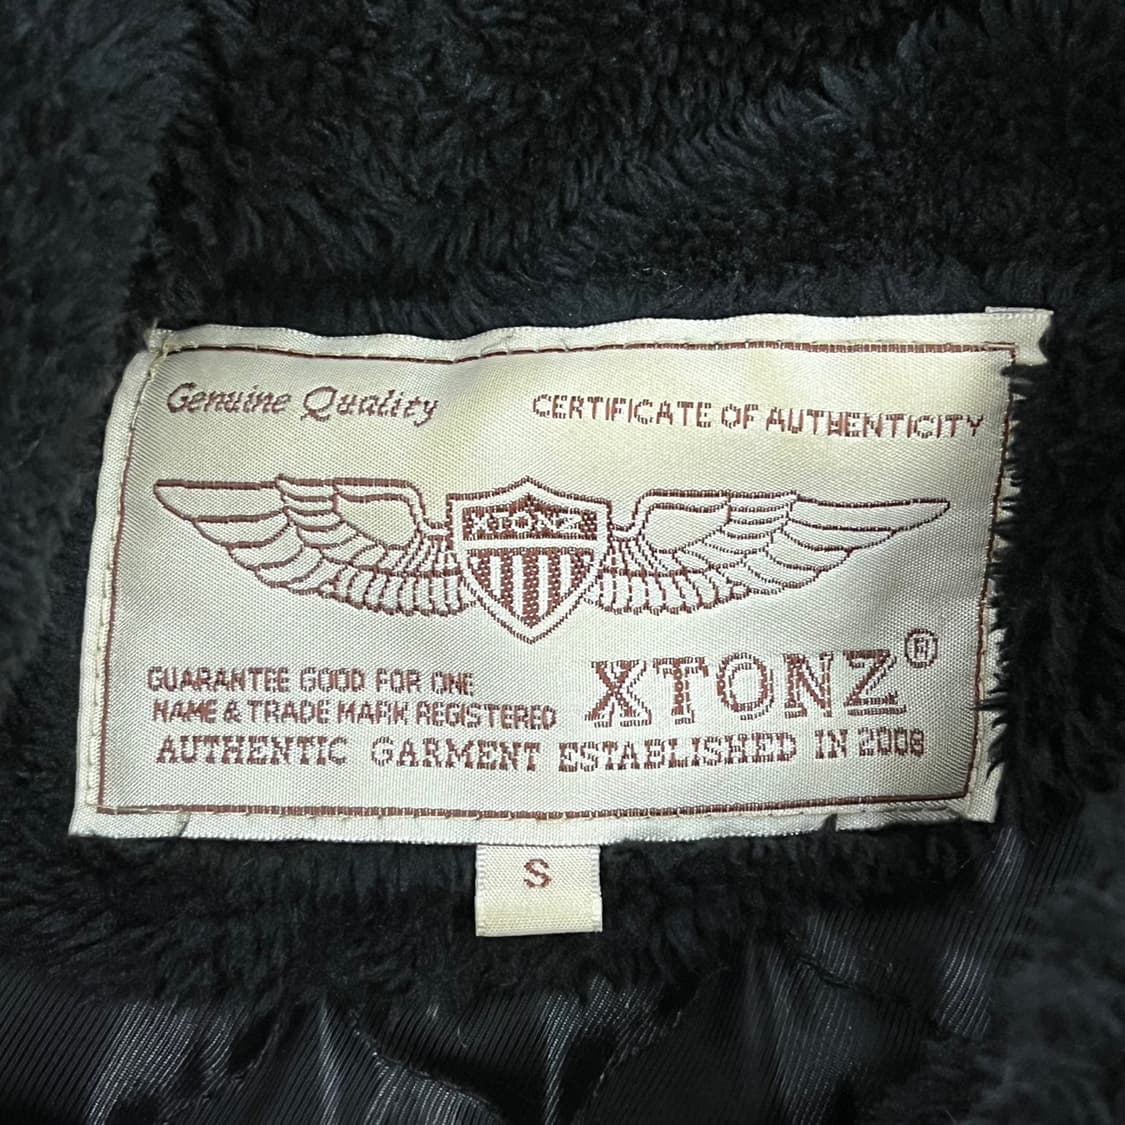 Genuine Quality
CERTIFICATE OF AUTHENTICITY
XTONZ
GUARANTEE GOOD FOR ONE
NAME & TRADE MARK REGISTERED
XTONZ®
AUTHENTIC GARMENT ESTABLISHED IN 2008
S